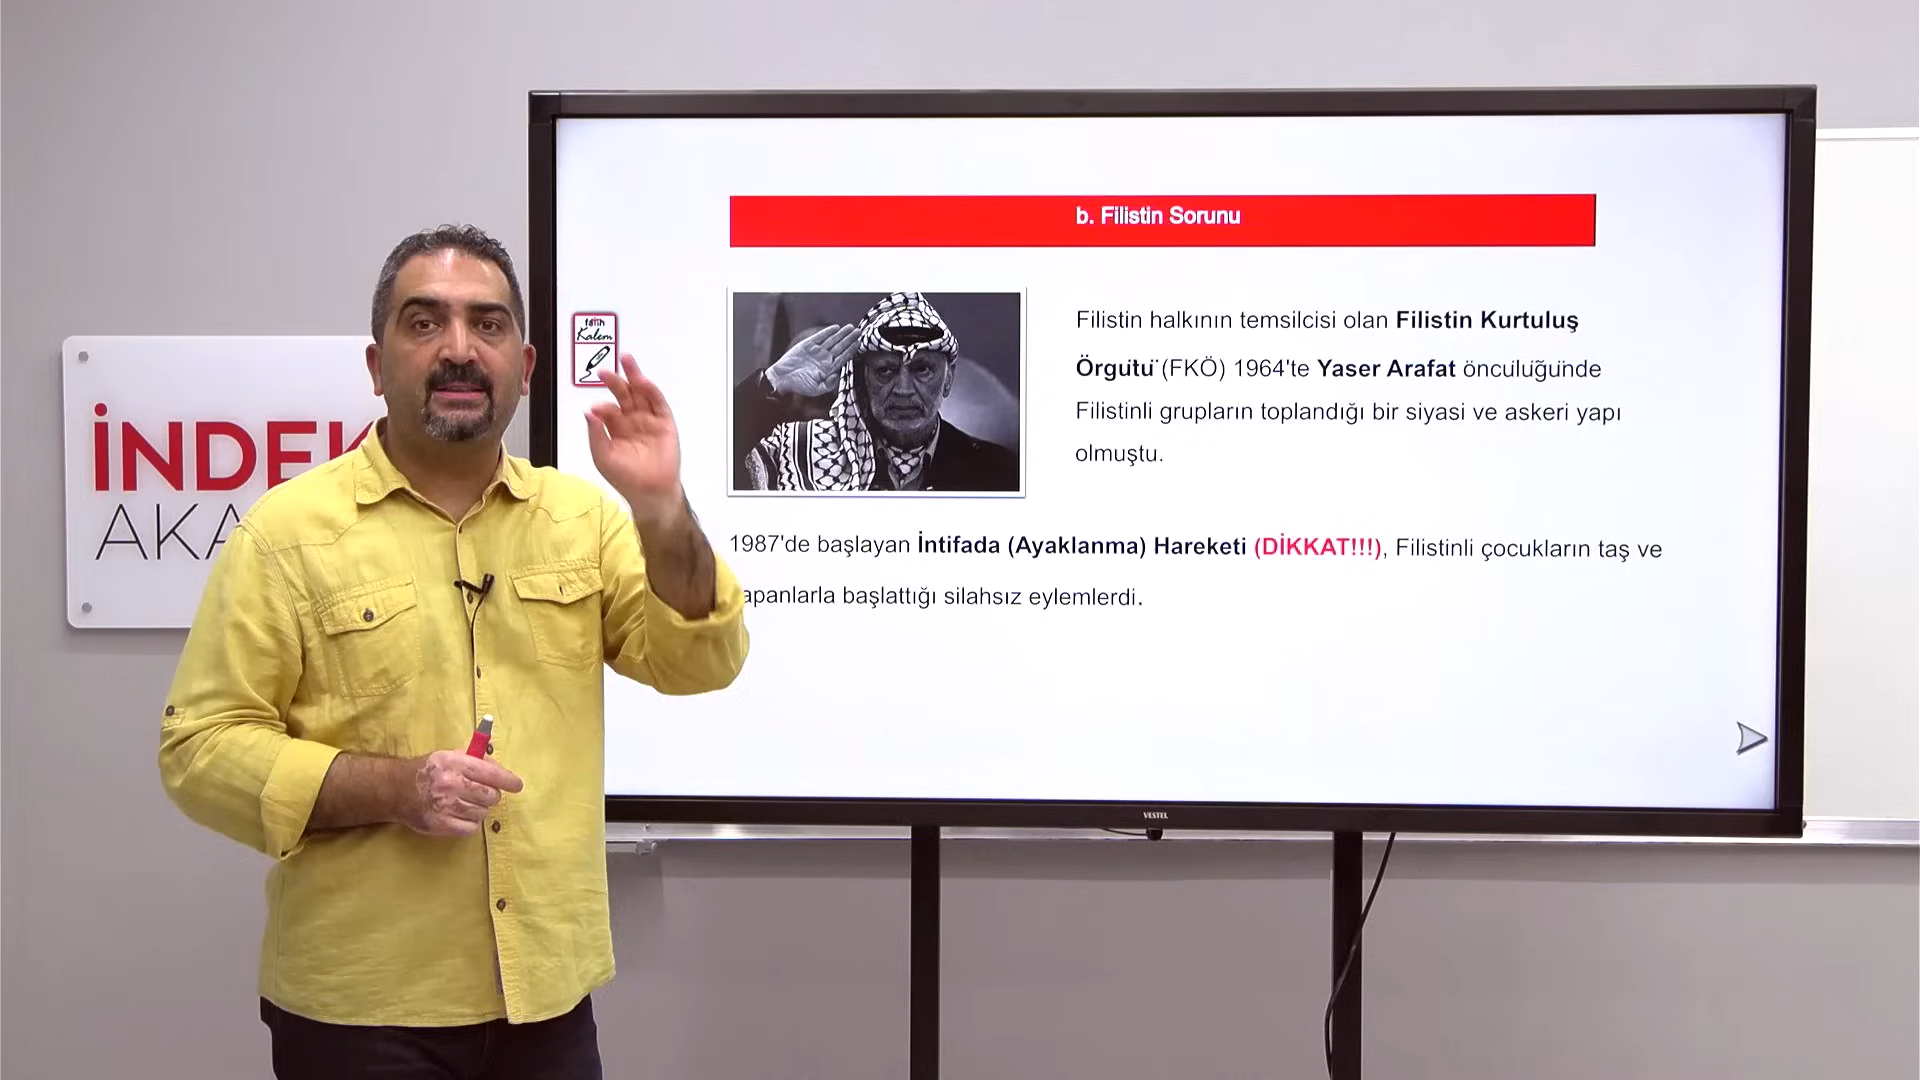 b. Filistin Sorunu
fatih
Kalem
Filistin halkının temsilcisi olan Filistin Kurtuluş
Örgütü (FKÖ) 1964'te Yaser Arafat öncülüğünde
Filistinli grupların toplandığı bir siyasi ve askeri yapı
olmuştu.
1987'de başlayan İntifada (Ayaklanma) Hareketi (DİKKAT!!!), Filistinli çocukların taş ve
apanlarla başlattığı silahsız eylemlerdi.
İNDEK
AKA
VESTEL